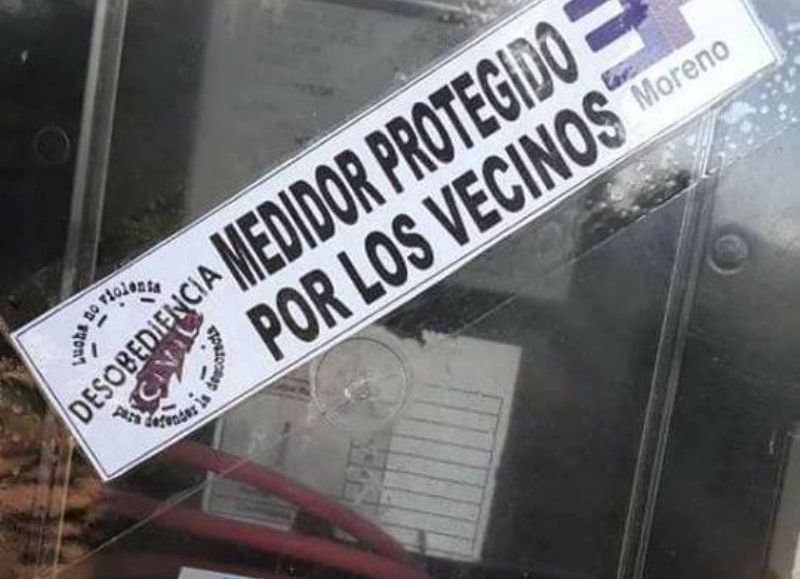 Lucha no violenta
DESOBEDIENCIA
CIVIL
para defender la democracia
MEDIDOR PROTEGIDO
POR LOS VECINOS
Moreno